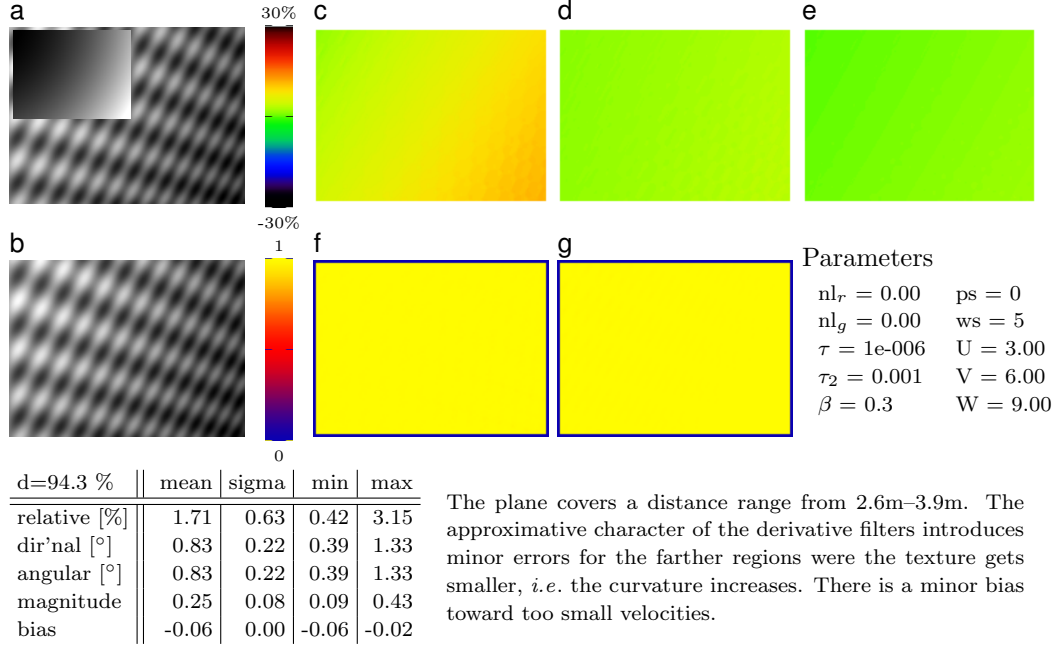 a
30%
c
d
e
-30%
b
1
f
g
0
Parameters
nl_r = 0.00 ps = 0
nl_g = 0.00 ws = 5
τ = 1e-006 U = 3.00
τ_2 = 0.001 V = 6.00
β = 0.3 W = 9.00
d=94.3 % mean sigma min max
relative [%] 1.71 0.63 0.42 3.15
dir'nal [°] 0.83 0.22 0.39 1.33
angular [°] 0.83 0.22 0.39 1.33
magnitude 0.25 0.08 0.09 0.43
bias -0.06 0.00 -0.06 -0.02
The plane covers a distance range from 2.6m–3.9m. The
approximative character of the derivative filters introduces
minor errors for the farther regions were the texture gets
smaller, i.e. the curvature increases. There is a minor bias
toward too small velocities.